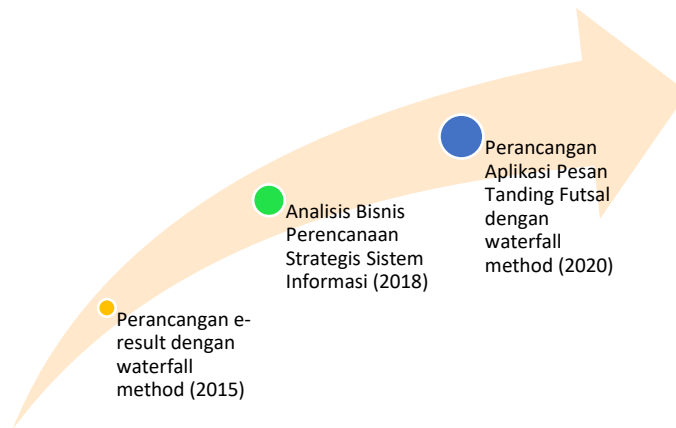 Perancangan e-
result dengan
waterfall
method (2015)
Analisis Bisnis
Perencanaan
Strategis Sistem
Informasi (2018)
Perancangan
Aplikasi Pesan
Tanding Futsal
dengan
waterfall
method (2020)